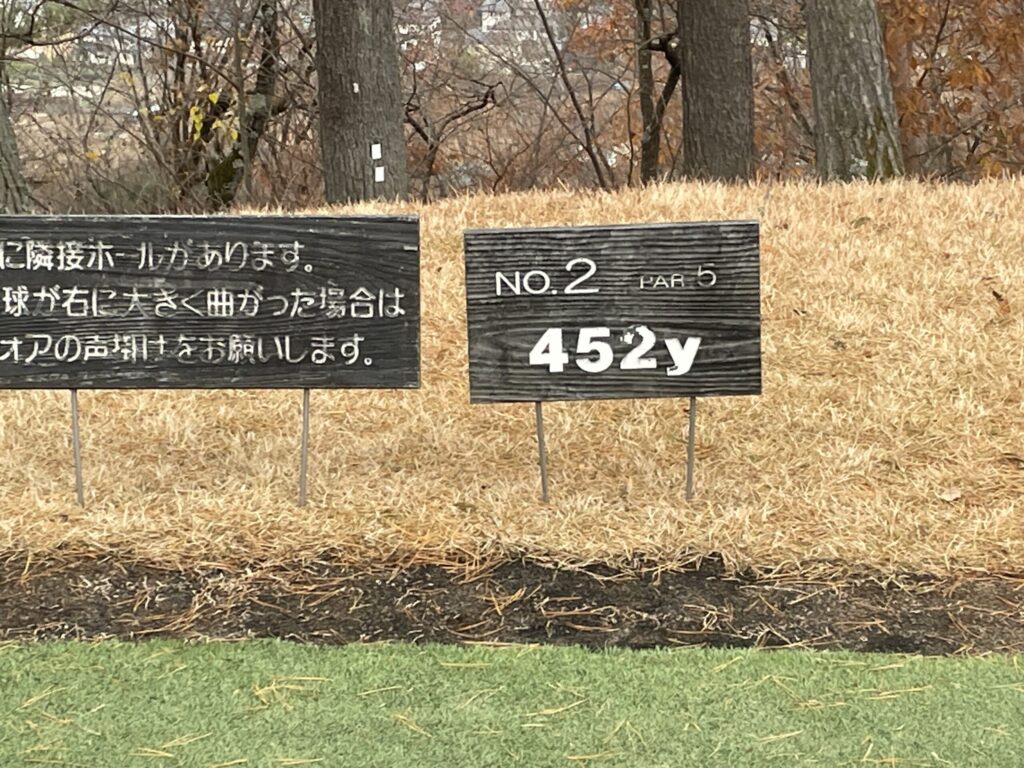 に隣接ホールがあります。
球が右に大きく曲がった場合は
オアの声掛けをお願いします。
NO.2 PAR 5
452y